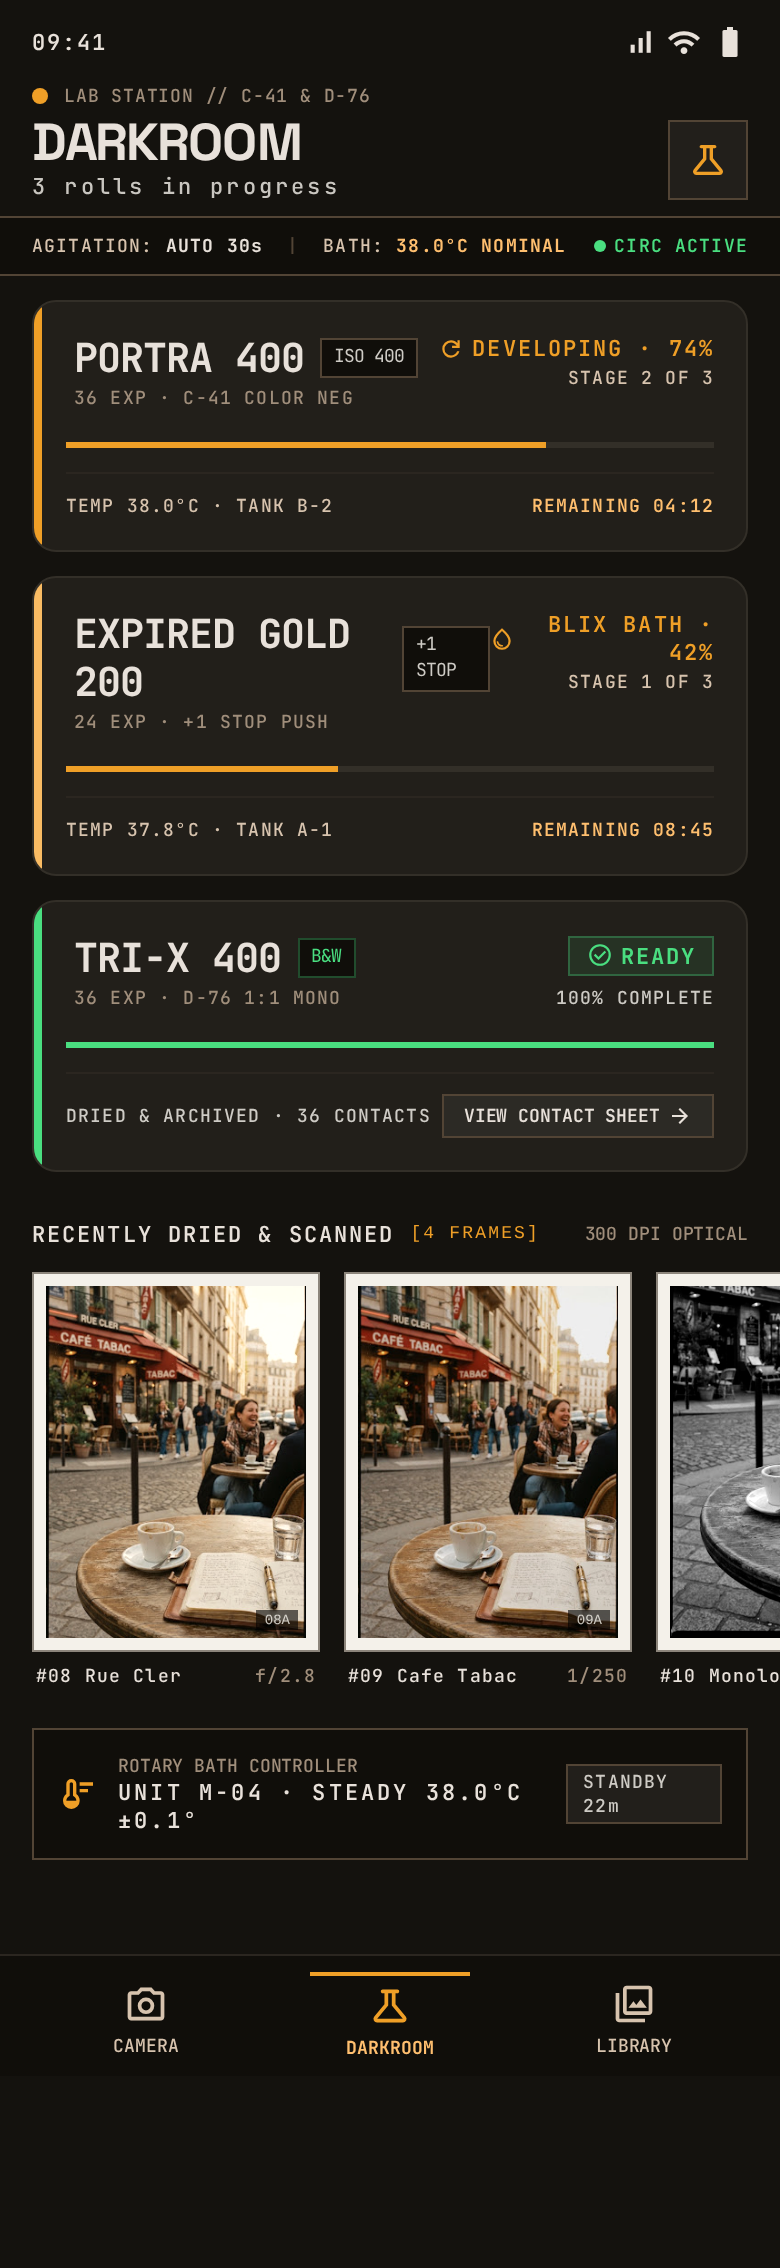 09:41
LAB STATION // C-41 & D-76
DARKROOM
3 rolls in progress
AGITATION: AUTO 30s | BATH: 38.0°C NOMINAL CIRC ACTIVE
PORTRA 400 ISO 400 DEVELOPING · 74%
STAGE 2 OF 3
36 EXP · C-41 COLOR NEG
TEMP 38.0°C · TANK B-2 REMAINING 04:12
EXPIRED GOLD
200
+1
STOP
BLIX BATH ·
42%
STAGE 1 OF 3
24 EXP · +1 STOP PUSH
TEMP 37.8°C · TANK A-1 REMAINING 08:45
TRI-X 400 B&W READY
36 EXP · D-76 1:1 MONO 100% COMPLETE
DRIED & ARCHIVED · 36 CONTACTS VIEW CONTACT SHEET →
RECENTLY DRIED & SCANNED [4 FRAMES] 300 DPI OPTICAL
RUE CLER
CAFÉ TABAC
TABAC
08A
RUE CLER
CAFÉ TABAC
TABAC
09A
#08 Rue Cler f/2.8
#09 Cafe Tabac 1/250
#10 Monolo
ROTARY BATH CONTROLLER
UNIT M-04 · STEADY 38.0°C
±0.1°
STANDBY
22m
CAMERA
DARKROOM
LIBRARY